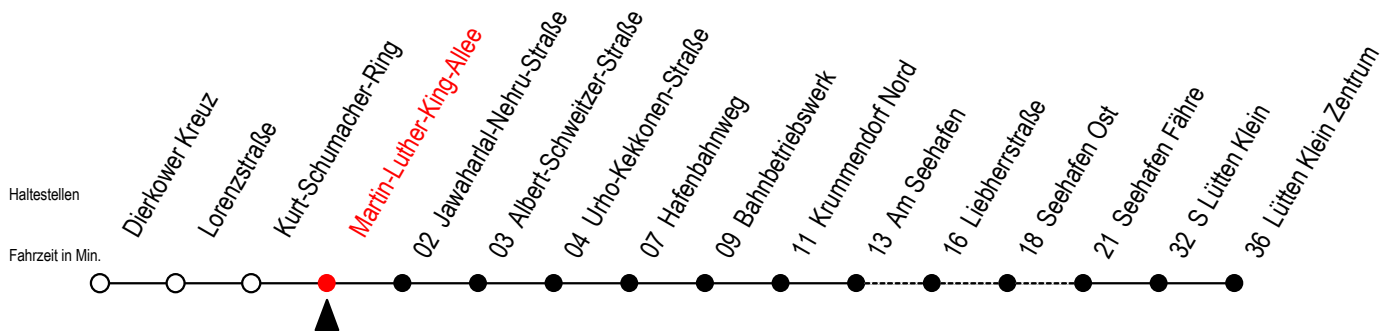 Haltestellen
Fahrzeit in Min.
Dierkower Kreuz
Lorenzstraße
Kurt-Schumacher-Ring
Martin-Luther-King-Allee
02 Jawaharlal-Nehru-Straße
03 Albert-Schweitzer-Straße
04 Urho-Kekkonen-Straße
07 Hafenbahnweg
09 Bahnbetriebswerk
11 Krummendorf Nord
13 Am Seehafen
16 Liebherrstraße
18 Seehafen Ost
21 Seehafen Fähre
32 S Lütten Klein
36 Lütten Klein Zentrum